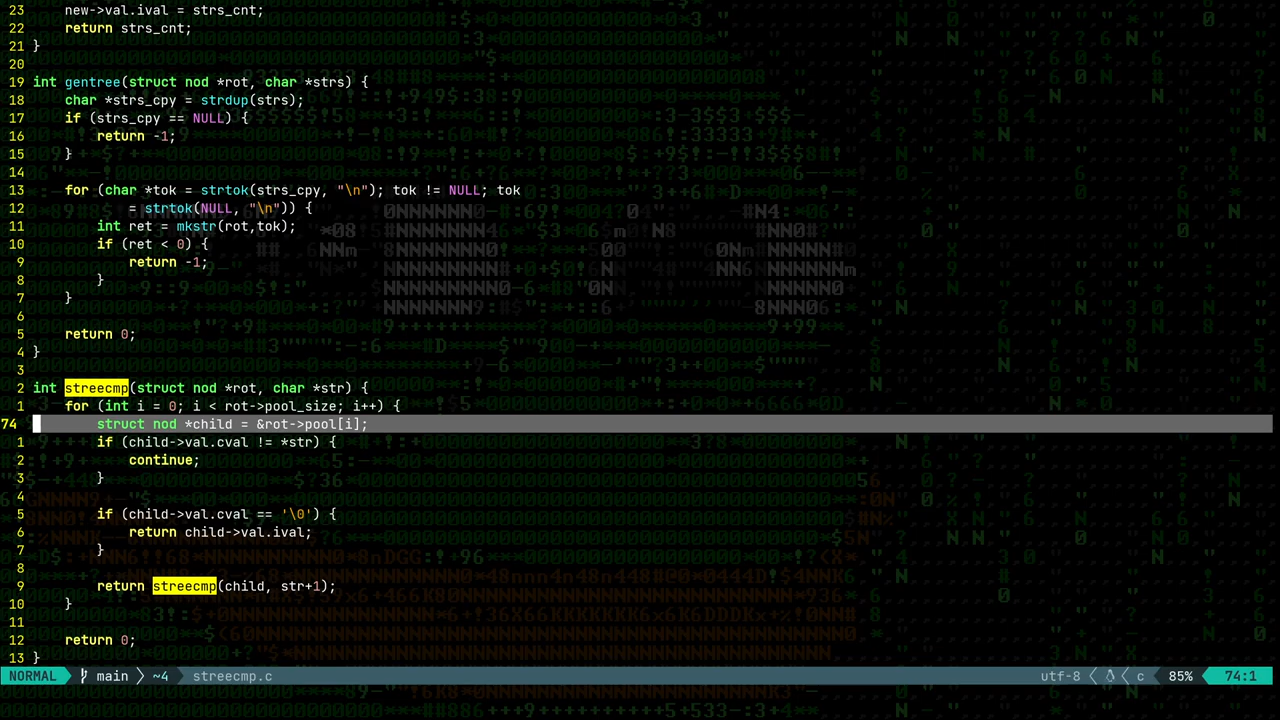 23     new->val.ival = strs_cnt;
22     return strs_cnt;
21 }
20
19 int gentree(struct nod *rot, char *strs) {
18     char *strs_cpy = strdup(strs);
17     if (strs_cpy == NULL) {
16         return -1;
15     }
14
13     for (char *tok = strtok(strs_cpy, "\n"); tok != NULL; tok
12             = strtok(NULL, "\n")) {
11         int ret = mkstr(rot,tok);
10         if (ret < 0) {
9             return -1;
8         }
7     }
6
5     return 0;
4 }
3
2 int streecmp(struct nod *rot, char *str) {
1     for (int i = 0; i < rot->pool_size; i++) {
74         struct nod *child = &rot->pool[i];
1         if (child->val.cval != *str) {
2             continue;
3         }
4
5         if (child->val.cval == '\0') {
6             return child->val.ival;
7         }
8
9         return streecmp(child, str+1);
10     }
11
12     return 0;
13 }
NORMAL main ~4 streecmp.c utf-8 c 85% 74:1